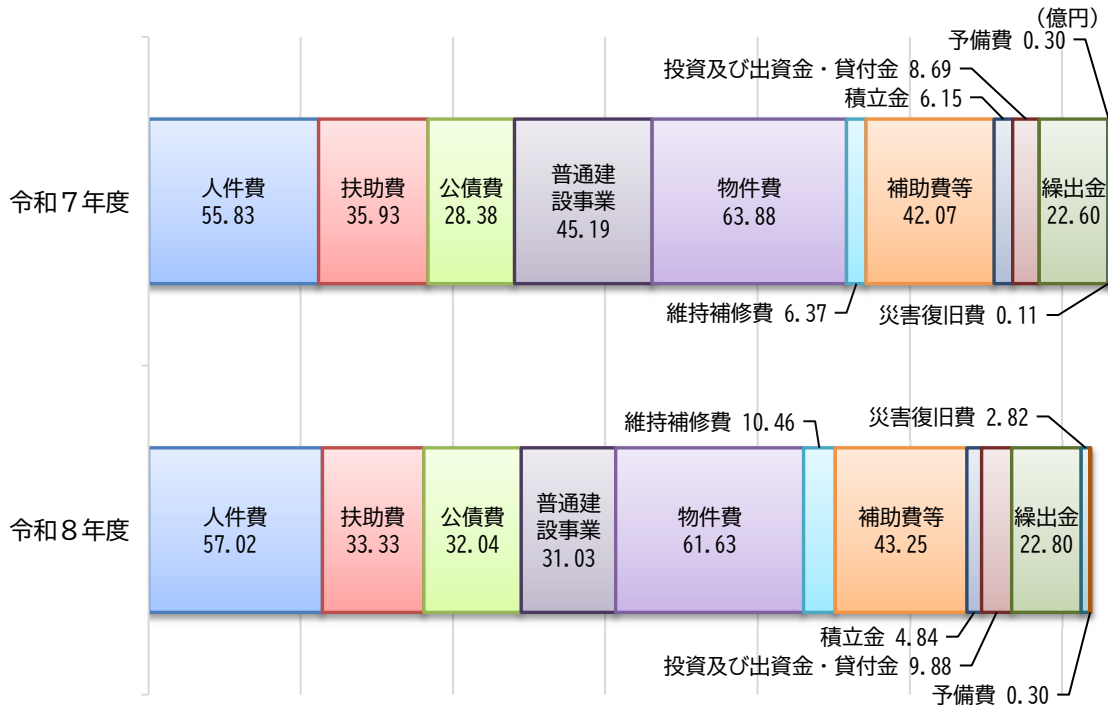 (億円)
予備費 0.30
投資及び出資金・貸付金 8.69
積立金 6.15
令和７年度
人件費
55.83
扶助費
35.93
公債費
28.38
普通建
設事業
45.19
物件費
63.88
補助費等
42.07
繰出金
22.60
維持補修費 6.37
災害復旧費 0.11
維持補修費 10.46
災害復旧費 2.82
令和８年度
人件費
57.02
扶助費
33.33
公債費
32.04
普通建
設事業
31.03
物件費
61.63
補助費等
43.25
繰出金
22.80
積立金 4.84
投資及び出資金・貸付金 9.88
予備費 0.30